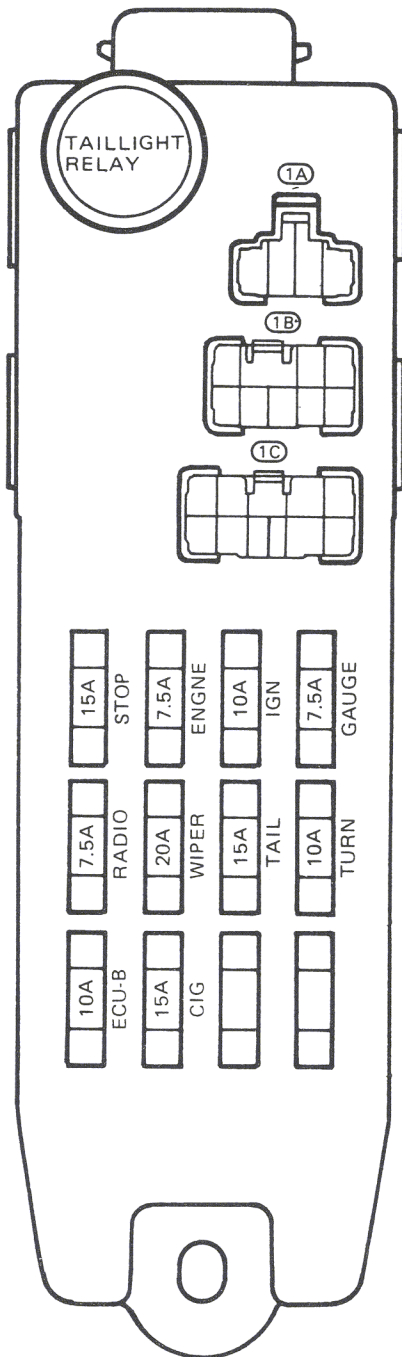 TAILLIGHT
RELAY
1A
1B
1C
15A
STOP
7.5A
ENGNE
10A
IGN
7.5A
GAUGE
7.5A
RADIO
20A
WIPER
15A
TAIL
10A
TURN
10A
ECU-B
15A
CIG